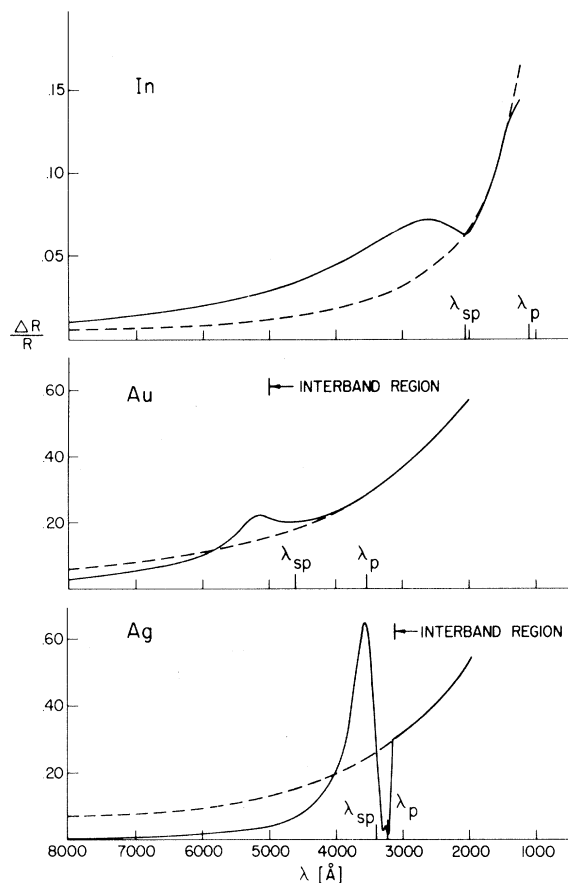 In
.15
.10
.05
λsp
λp
ΔR
R
Au
INTERBAND REGION
.60
.40
.20
λsp
λp
Ag
INTERBAND REGION
.60
.40
.20
λsp
λp
8000 7000 6000 5000 4000 3000 2000 1000
λ [Å]